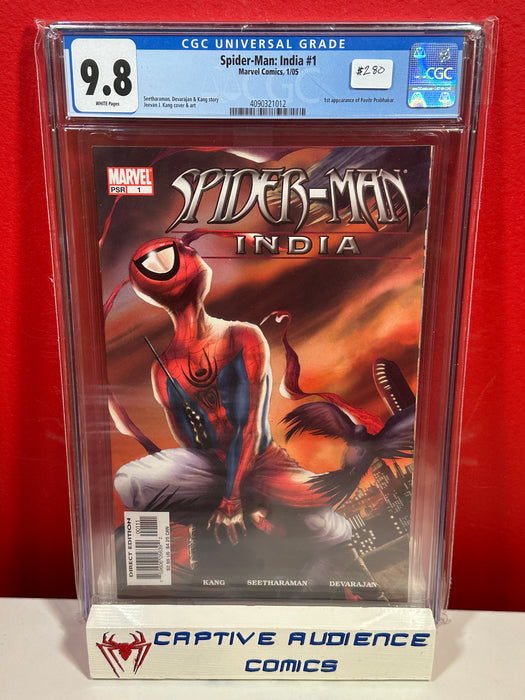 CGC UNIVERSAL GRADE
9.8
WHITE Pages
Spider-Man: India #1
Marvel Comics, 1/05
$280
CGC
Seetharaman, Devarajan & Kang story
Jeevan J. Kang cover & art
4090321012
1st appearance of Pavitr Prabhakar.
MARVEL
PSR 1
SPIDER-MAN
INDIA
DIRECT EDITION
00111
KANG SEETHARAMAN DEVARAJAN
CAPTIVE AUDIENCE
COMICS